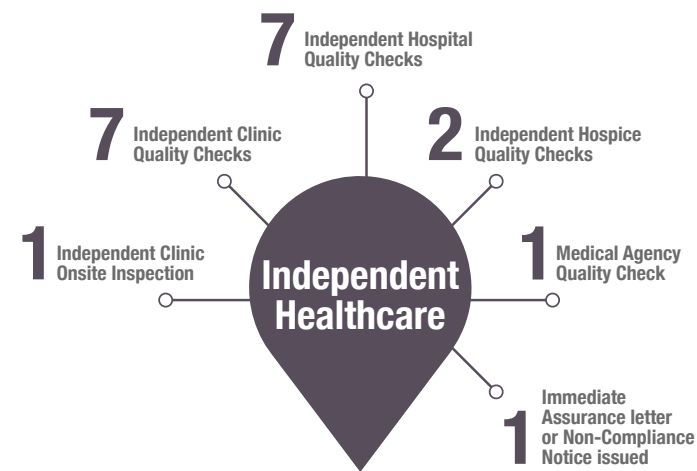 7 Independent Hospital
Quality Checks
7 Independent Clinic
Quality Checks
2 Independent Hospice
Quality Checks
1 Independent Clinic
Onsite Inspection
1 Medical Agency
Quality Check
Independent
Healthcare
1 Immediate
Assurance letter
or Non-Compliance
Notice issued